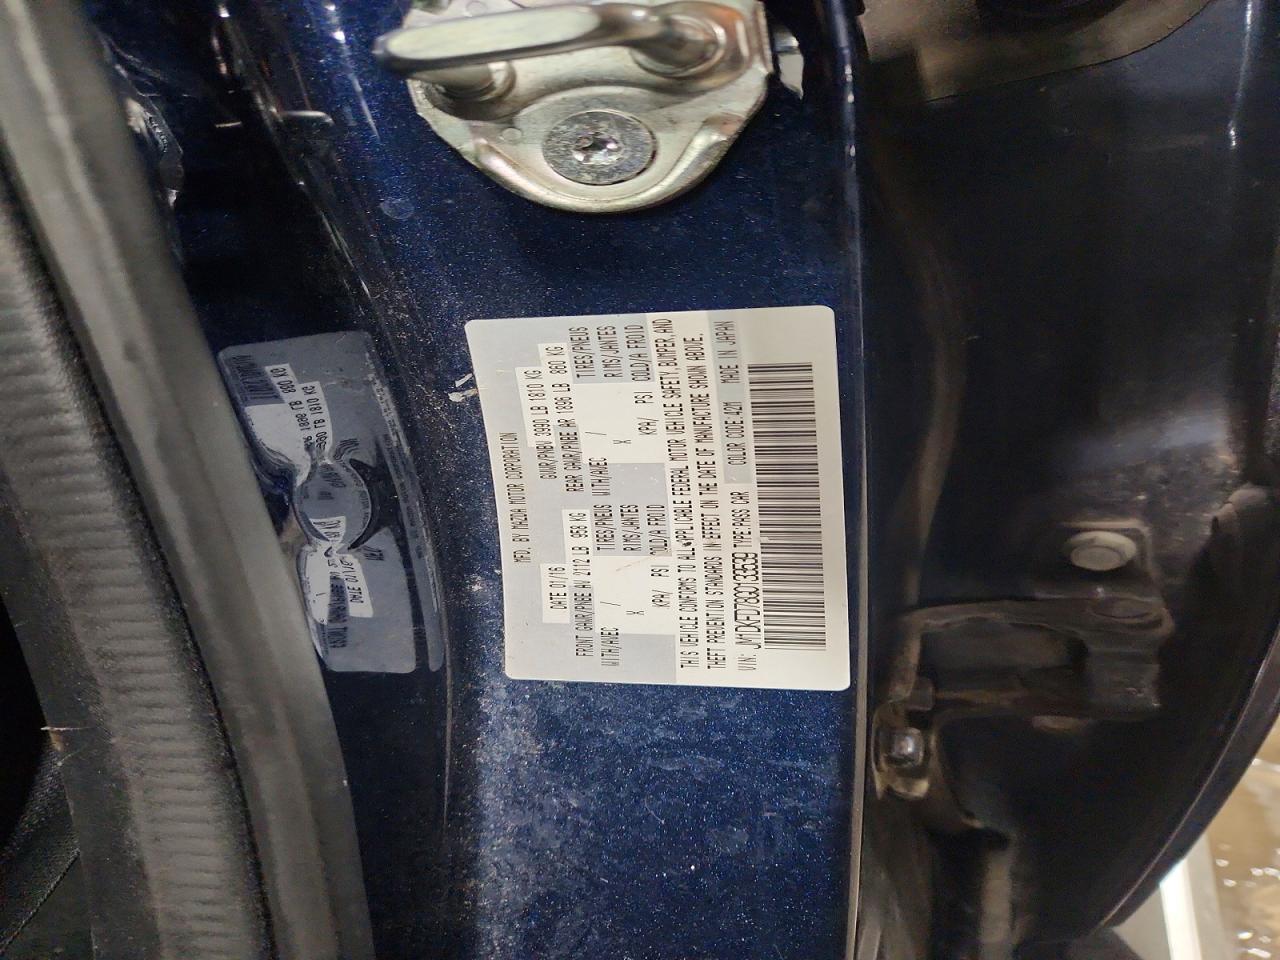 MFD. BY MAZDA MOTOR CORPORATION
DATE 07/16 GVWR/PNBV 3990 LB 1810 KG
FRONT GAWR/PNBE AV 2112 LB 958 KG REAR GAWR/PNBE AR 1896 LB 860 KG
WITH/AVEC / TIRES/PNEUS WITH/AVEC / TIRES/PNEUS
X RIMS/JANTES X RIMS/JANTES
KPA/ PSI COLD/A FROID KPA/ PSI COLD/A FROID
THIS VEHICLE CONFORMS TO ALL APPLICABLE FEDERAL MOTOR VEHICLE SAFETY,BUMPER,AND
THEFT PREVENTION STANDARDS IN EFFECT ON THE DATE OF MANUFACTURE SHOWN ABOVE.
VIN: TYPE:PASS CAR COLOR CODE:42M MADE IN JAPAN